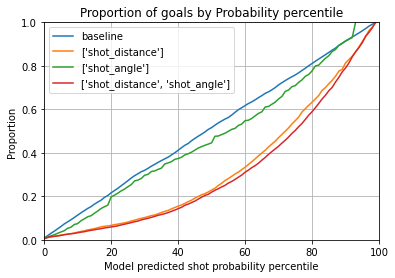 Proportion of goals by Probability percentile
1.0
0.8
0.6
0.4
0.2
0.0
Proportion
baseline
['shot_distance']
['shot_angle']
['shot_distance', 'shot_angle']
0 20 40 60 80 100
Model predicted shot probability percentile